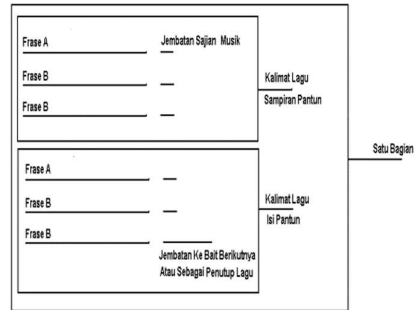 Frase A
Jembatan Sajian Musik
Frase B
Frase B
Kalimat Lagu
Sampiran Pantun
Satu Bagian
Frase A
Frase B
Frase B
Kalimat Lagu
Isi Pantun
Jembatan Ke Bait Berikutnya
Atau Sebagai Penutup Lagu